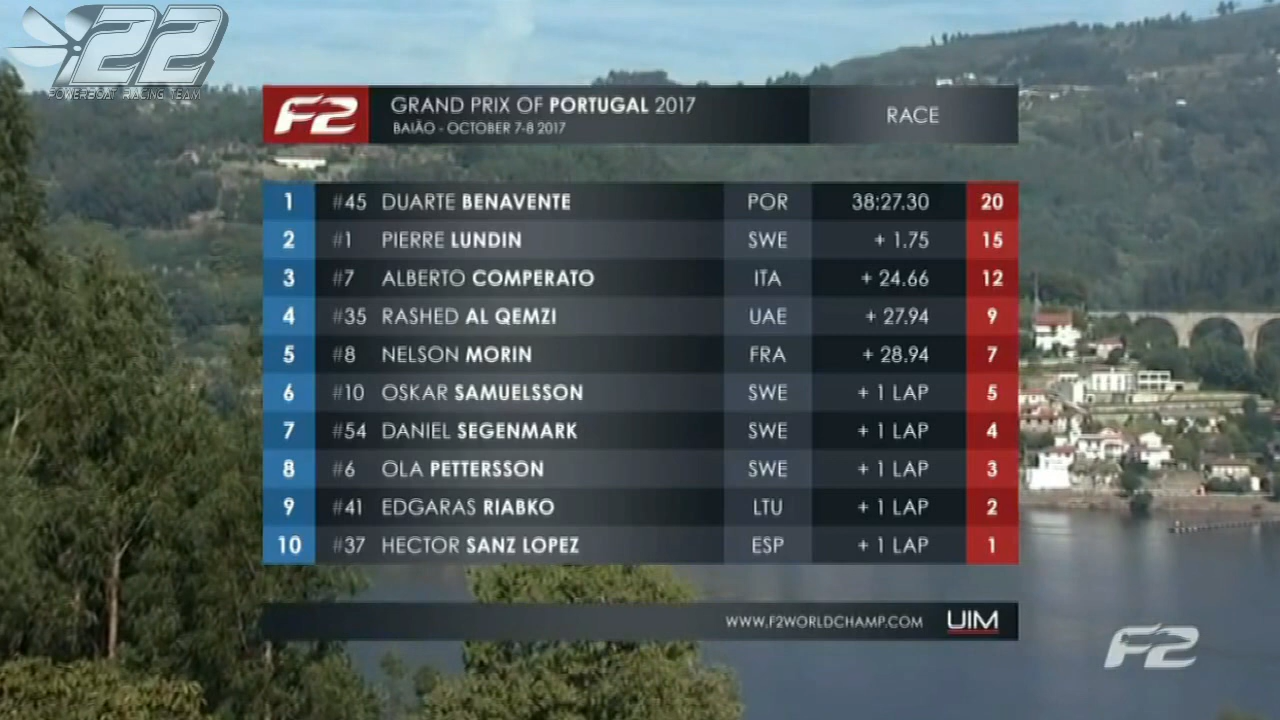 22
POWERBOAT RACING TEAM
F2 GRAND PRIX OF PORTUGAL 2017 RACE
BAIÃO - OCTOBER 7-8 2017
1 #45 DUARTE BENAVENTE POR 38:27.30 20
2 #1 PIERRE LUNDIN SWE + 1.75 15
3 #7 ALBERTO COMPERATO ITA + 24.66 12
4 #35 RASHED AL QEMZI UAE + 27.94 9
5 #8 NELSON MORIN FRA + 28.94 7
6 #10 OSKAR SAMUELSSON SWE + 1 LAP 5
7 #54 DANIEL SEGENMARK SWE + 1 LAP 4
8 #6 OLA PETTERSSON SWE + 1 LAP 3
9 #41 EDGARAS RIABKO LTU + 1 LAP 2
10 #37 HECTOR SANZ LOPEZ ESP + 1 LAP 1
WWW.F2WORLDCHAMP.COM UIM
F2